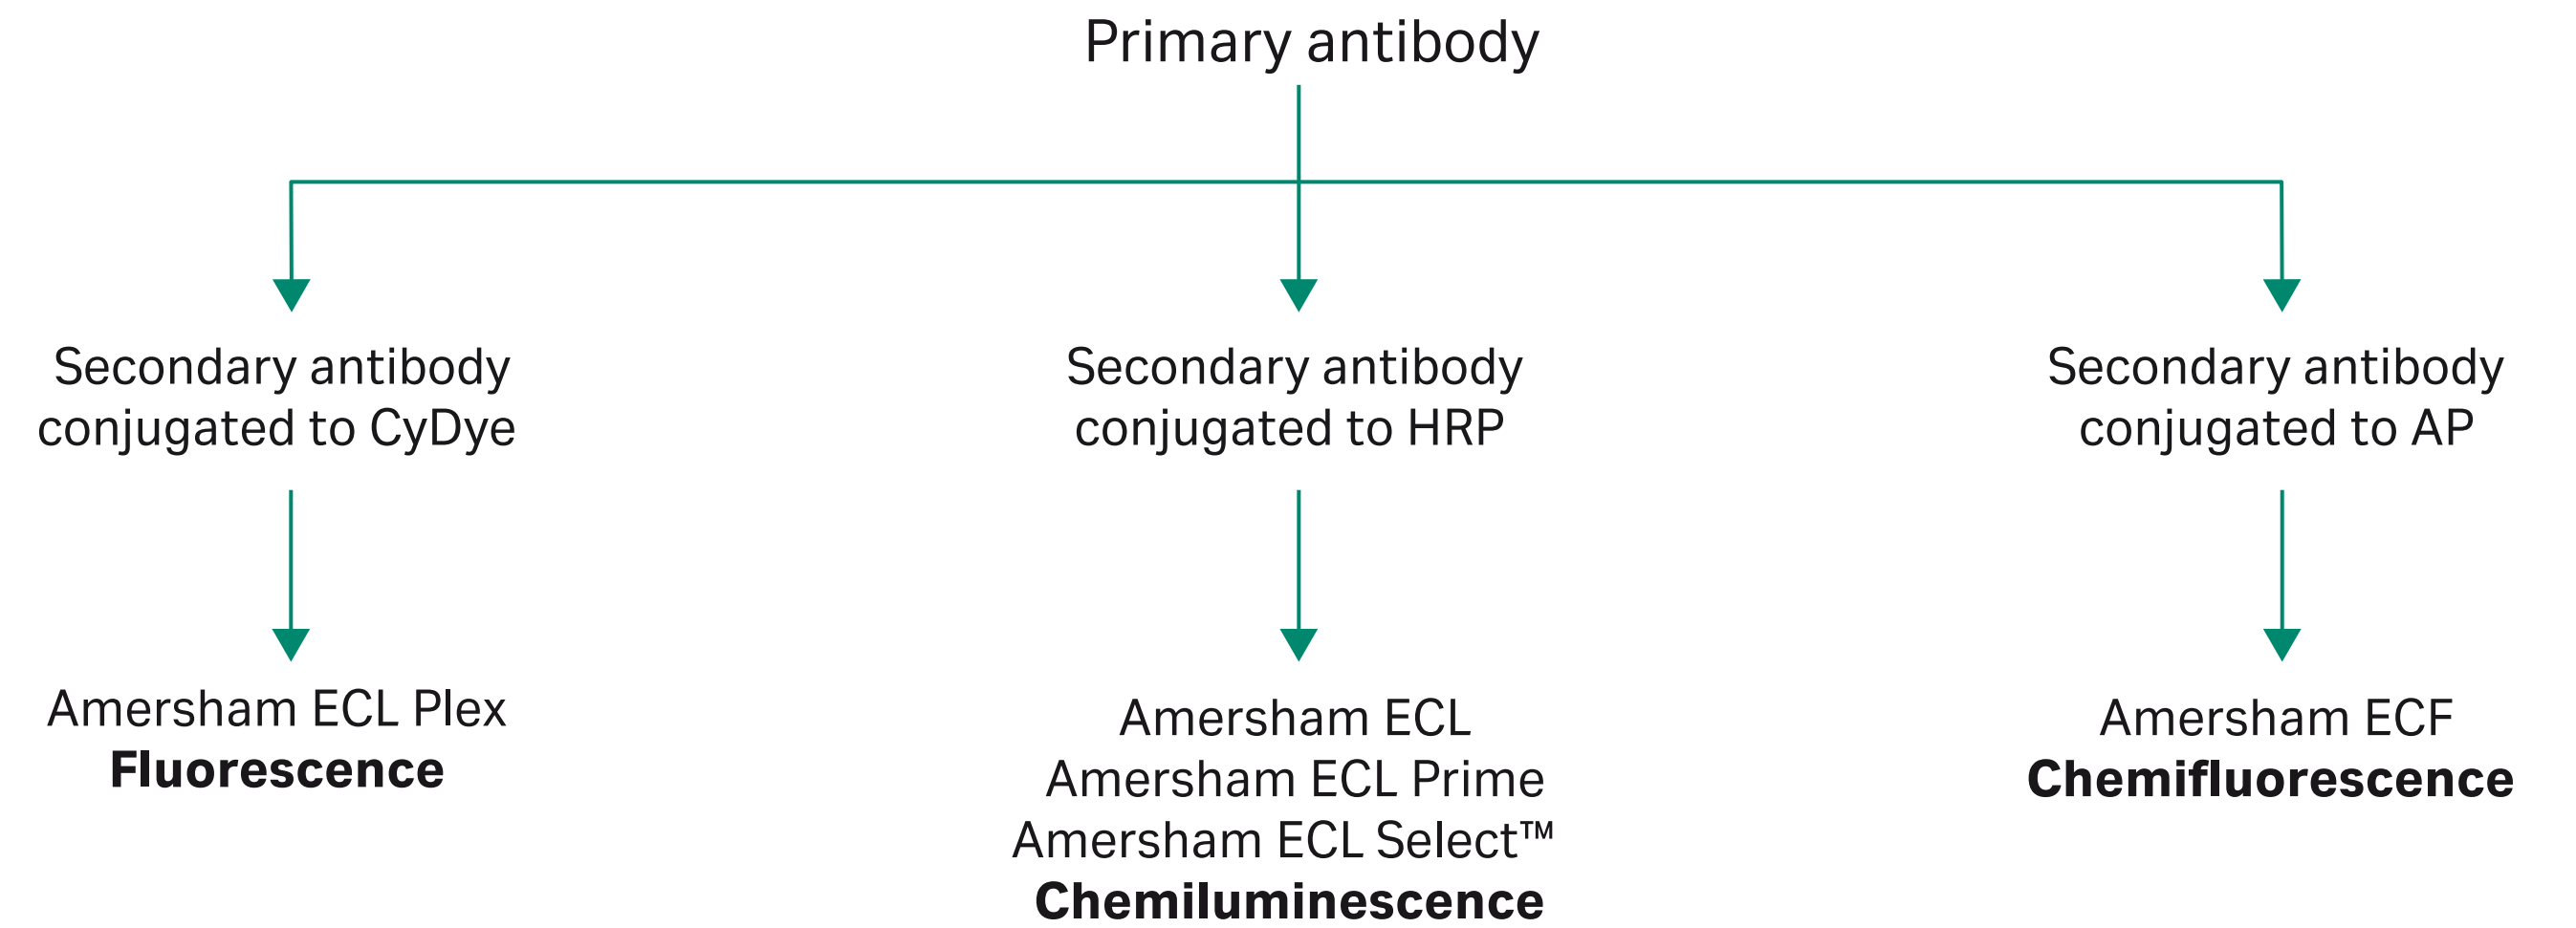 Primary antibody
Secondary antibody
conjugated to CyDye
Secondary antibody
conjugated to HRP
Secondary antibody
conjugated to AP
Amersham ECL Plex
Fluorescence
Amersham ECL
Amersham ECL Prime
Amersham ECL Select™
Chemiluminescence
Amersham ECF
Chemifluorescence